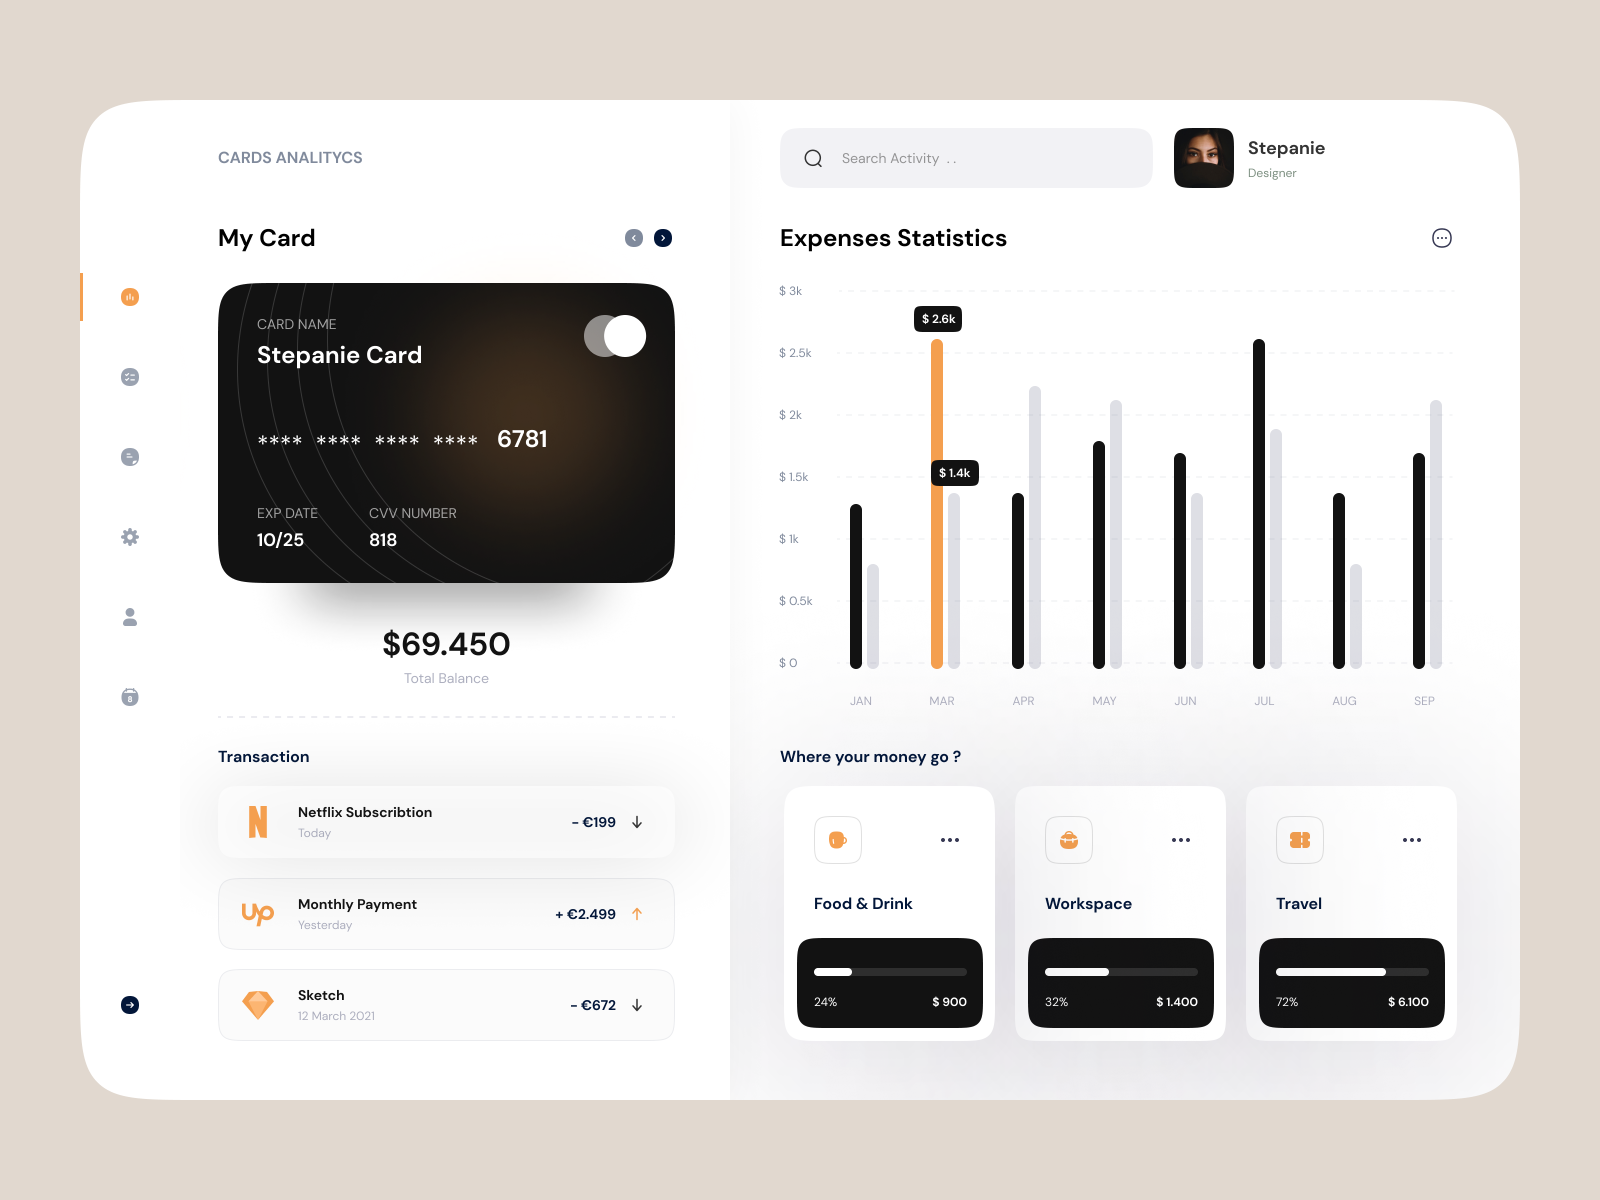 CARDS ANALITYCS
Search Activity . .
Stepanie
Designer
My Card
CARD NAME
Stepanie Card
**** **** **** **** 6781
EXP DATE CVV NUMBER
10/25 818
$69.450
Total Balance
Transaction
Netflix Subscribtion
Today
- €199
up
Monthly Payment
Yesterday
+ €2.499
Sketch
12 March 2021
- €672
Expenses Statistics
$ 3k
$ 2.5k
$ 2k
$ 1.5k
$ 1k
$ 0.5k
$ 0
$ 2.6k
$ 1.4k
JAN MAR APR MAY JUN JUL AUG SEP
Where your money go ?
Food & Drink
24% $ 900
Workspace
32% $ 1.400
Travel
72% $ 6.100
N
8